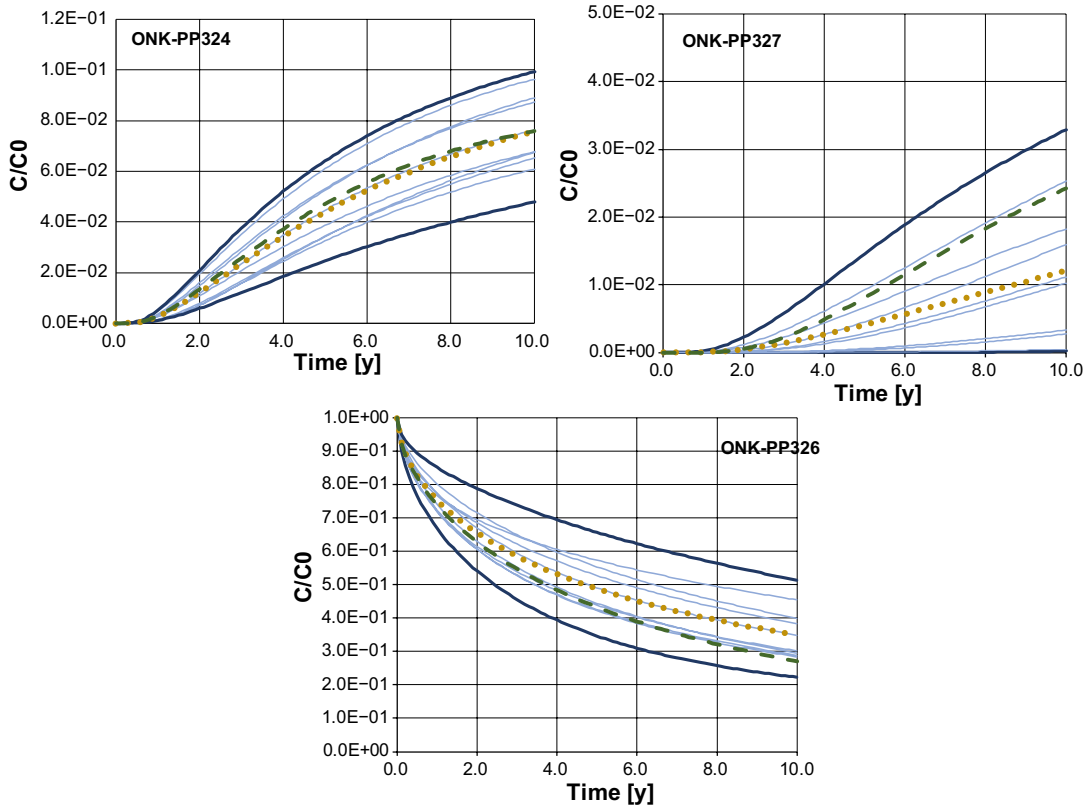 1.2E−01
1.0E−01
8.0E−02
6.0E−02
4.0E−02
2.0E−02
0.0E+00
C/C0
ONK-PP324
0.0
2.0
4.0
6.0
8.0
10.0
Time [y]
5.0E−02
4.0E−02
3.0E−02
2.0E−02
1.0E−02
0.0E+00
C/C0
ONK-PP327
0.0
2.0
4.0
6.0
8.0
10.0
Time [y]
1.0E+00
9.0E−01
8.0E−01
7.0E−01
6.0E−01
5.0E−01
4.0E−01
3.0E−01
2.0E−01
1.0E−01
0.0E+00
C/C0
ONK-PP326
0.0
2.0
4.0
6.0
8.0
10.0
Time [y]